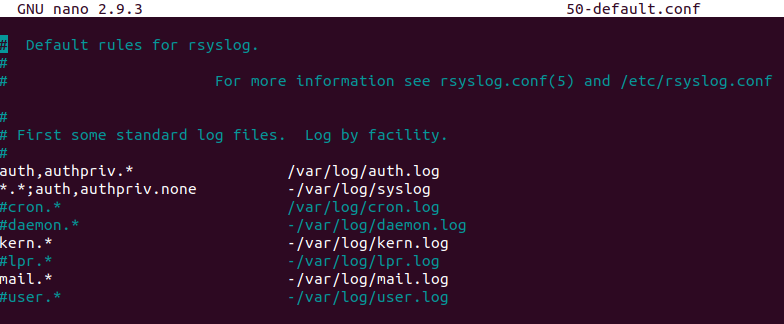 GNU nano 2.9.3 50-default.conf
# Default rules for rsyslog.
#
# For more information see rsyslog.conf(5) and /etc/rsyslog.conf
#
# First some standard log files.  Log by facility.
#
auth,authpriv.* /var/log/auth.log
*.*;auth,authpriv.none -/var/log/syslog
#cron.* /var/log/cron.log
#daemon.* -/var/log/daemon.log
kern.* -/var/log/kern.log
#lpr.* -/var/log/lpr.log
mail.* -/var/log/mail.log
#user.* -/var/log/user.log